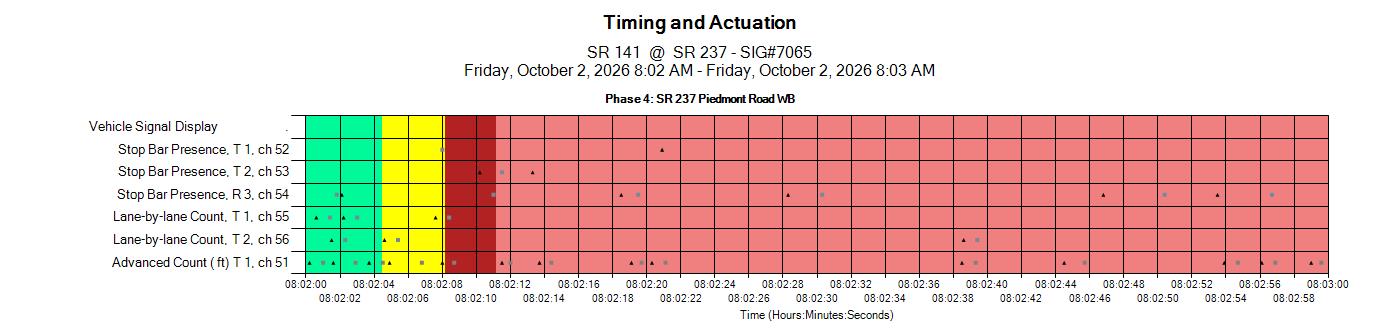 Timing and Actuation
SR 141 @ SR 237 - SIG#7065
Friday, October 2, 2026 8:02 AM - Friday, October 2, 2026 8:03 AM
Phase 4: SR 237 Piedmont Road WB
Vehicle Signal Display .
Stop Bar Presence, T 1, ch 52
Stop Bar Presence, T 2, ch 53
Stop Bar Presence, R 3, ch 54
Lane-by-lane Count, T 1, ch 55
Lane-by-lane Count, T 2, ch 56
Advanced Count ( ft) T 1, ch 51
08:02:00 08:02:04 08:02:08 08:02:12 08:02:16 08:02:20 08:02:24 08:02:28 08:02:32 08:02:36 08:02:40 08:02:44 08:02:48 08:02:52 08:02:56 08:03:00
08:02:02 08:02:06 08:02:10 08:02:14 08:02:18 08:02:22 08:02:26 08:02:30 08:02:34 08:02:38 08:02:42 08:02:46 08:02:50 08:02:54 08:02:58
Time (Hours:Minutes:Seconds)